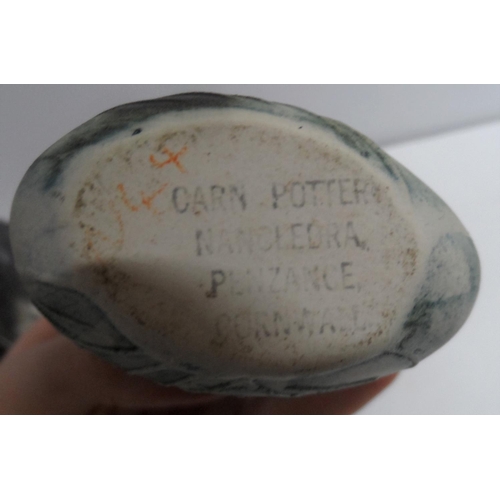 CARN POTTERY
NANCLEDRA,
PENZANCE,
CORNWALL